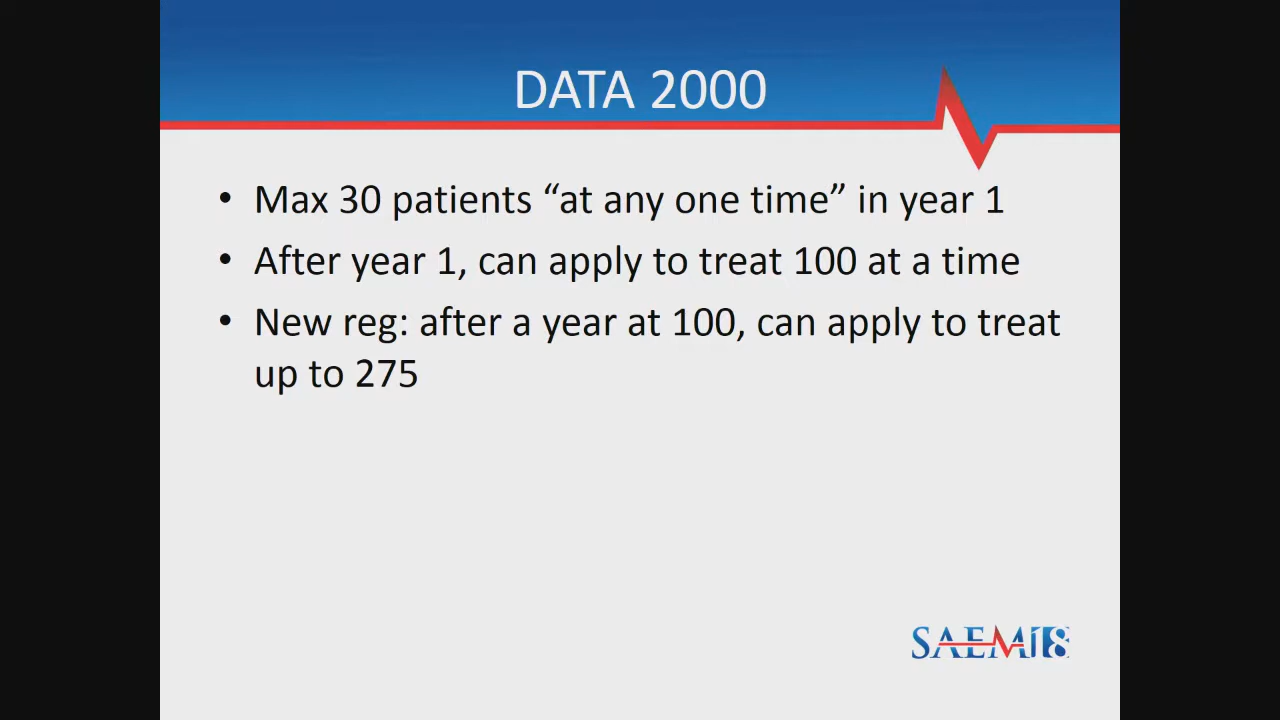 DATA 2000
• Max 30 patients “at any one time” in year 1
• After year 1, can apply to treat 100 at a time
• New reg: after a year at 100, can apply to treat
up to 275
SAEM18